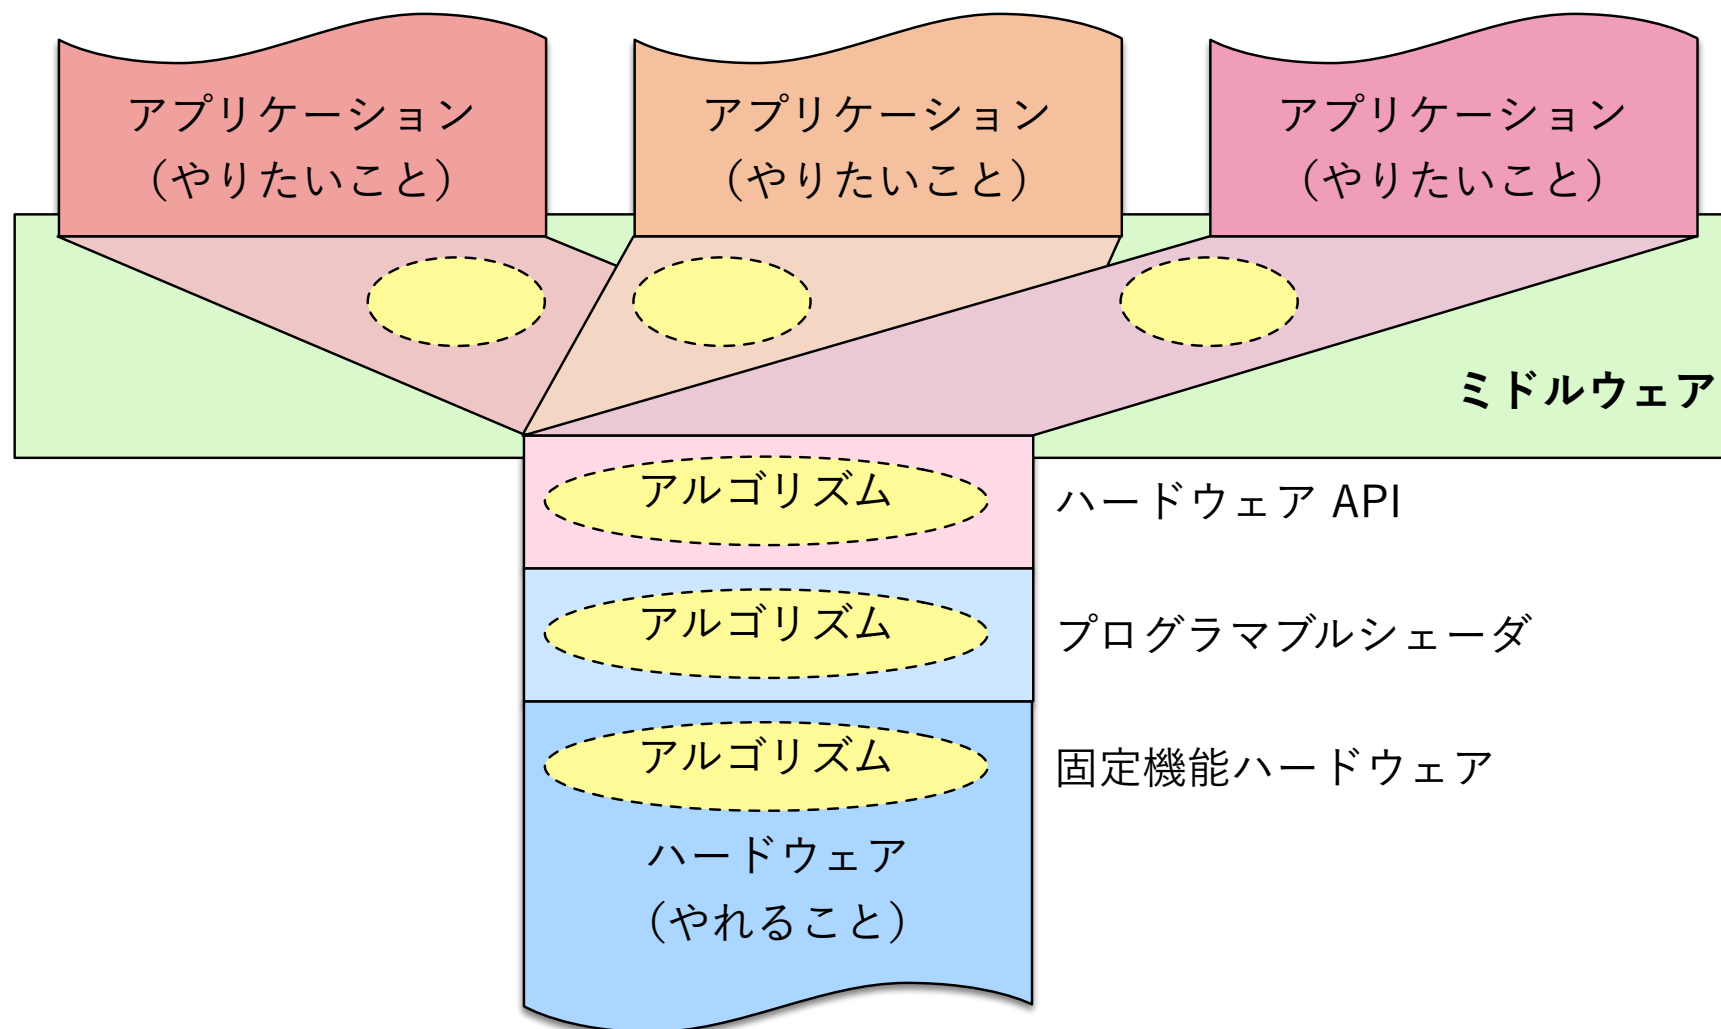 アプリケーション
（やりたいこと）
アプリケーション
（やりたいこと）
アプリケーション
（やりたいこと）
ミドルウェア
アルゴリズム
ハードウェア API
アルゴリズム
プログラマブルシェーダ
アルゴリズム
固定機能ハードウェア
ハードウェア
（やれること）